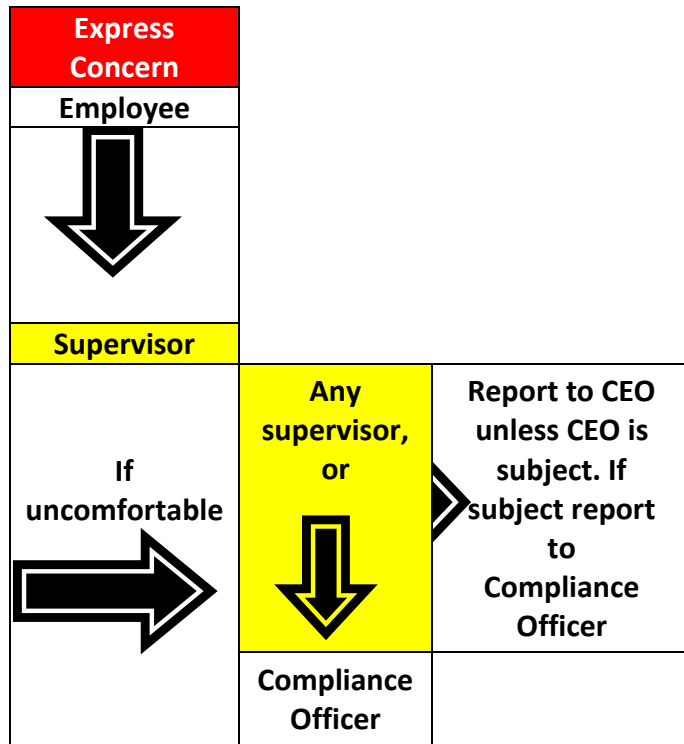 Express
Concern
Employee
Supervisor
If
uncomfortable
Any
supervisor,
or
Report to CEO
unless CEO is
subject. If
subject report
to
Compliance
Officer
Compliance
Officer